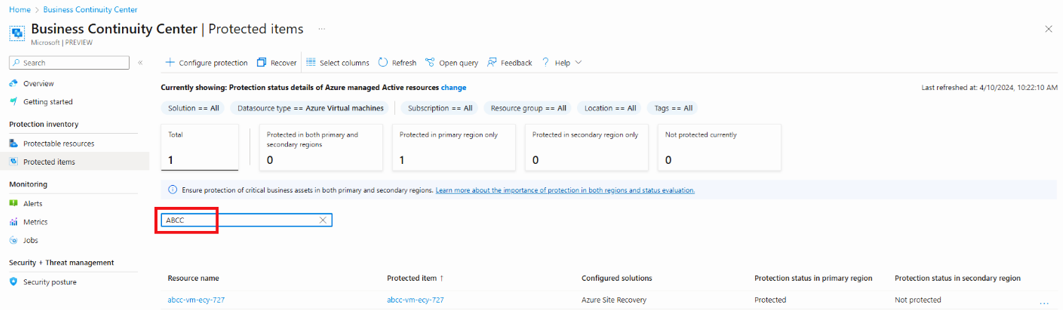 Home > Business Continuity Center >
Business Continuity Center | Protected items ...
Microsoft | PREVIEW
Search
«
Overview
Getting started
Protection inventory
Protectable resources
Protected items
Monitoring
Alerts
Metrics
Jobs
Security + Threat management
Security posture
Configure protection Recover Select columns Refresh Open query Feedback Help
Currently showing: Protection status details of Azure managed Active resources change
Last refreshed at: 4/10/2024, 10:22:10 AM
Solution == All Datasource type == Azure Virtual machines Subscription == All Resource group == All Location == All Tags == All
Total
1
Protected in both primary and
secondary regions
0
Protected in primary region only
1
Protected in secondary region only
0
Not protected currently
0
Ensure protection of critical business assets in both primary and secondary regions. Learn more about the importance of protection in both regions and status evaluation.
ABCC
Resource name Protected item ↑ Configured solutions Protection status in primary region Protection status in secondary region
abcc-vm-ecy-727 abcc-vm-ecy-727 Azure Site Recovery Protected Not protected ...